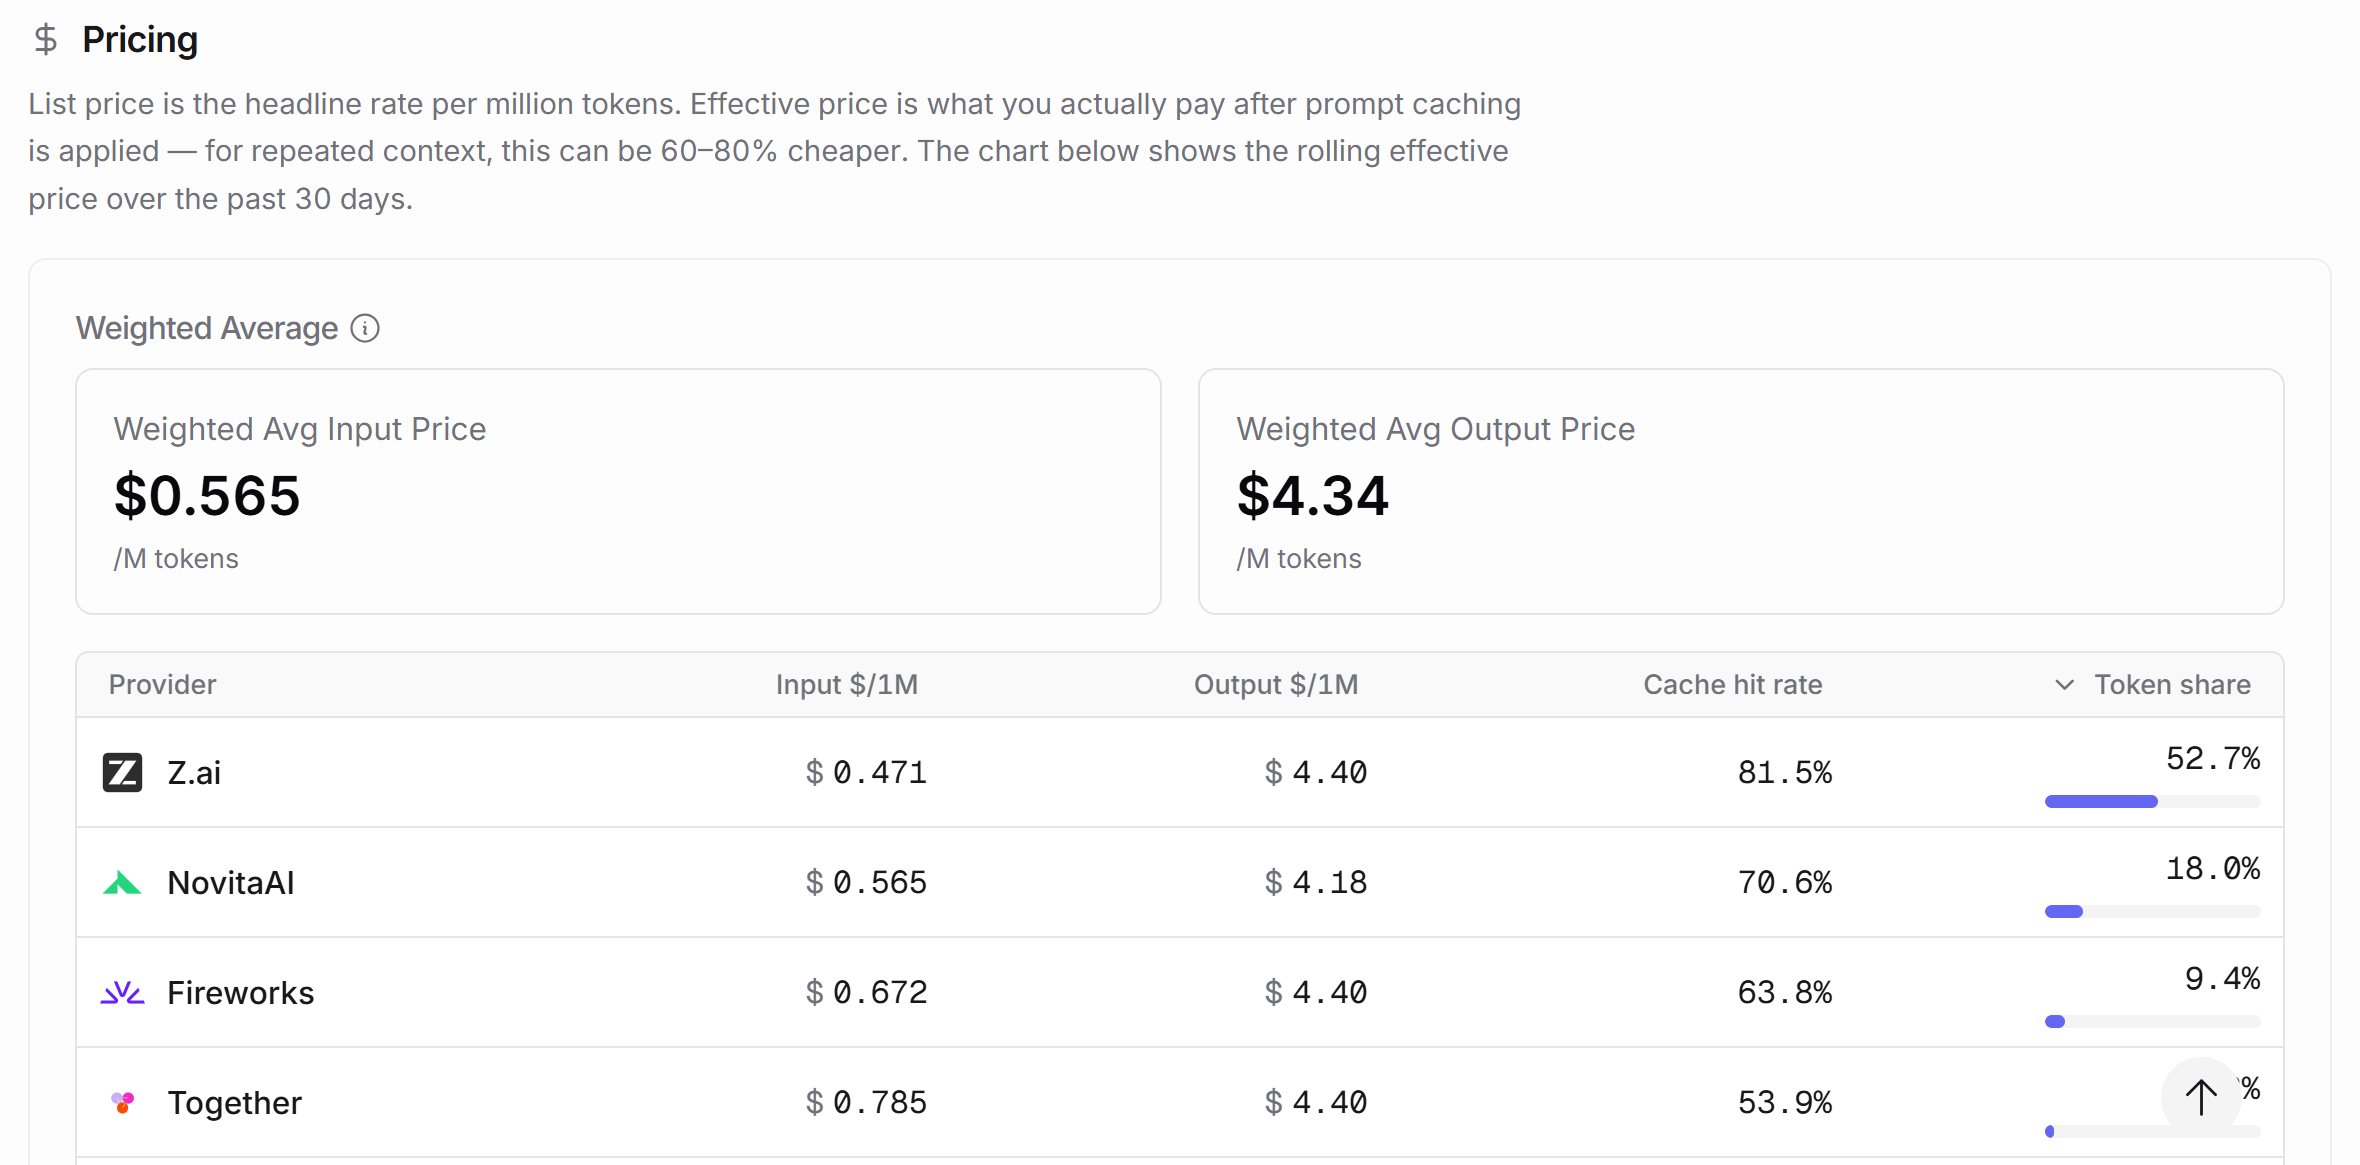 Pricing
List price is the headline rate per million tokens. Effective price is what you actually pay after prompt caching
is applied — for repeated context, this can be 60–80% cheaper. The chart below shows the rolling effective
price over the past 30 days.
Weighted Average
Weighted Avg Input Price
$0.565
/M tokens
Weighted Avg Output Price
$4.34
/M tokens
Provider Input $/1M Output $/1M Cache hit rate Token share
Z.ai $0.471 $4.40 81.5% 52.7%
NovitaAI $0.565 $4.18 70.6% 18.0%
Fireworks $0.672 $4.40 63.8% 9.4%
Together $0.785 $4.40 53.9%